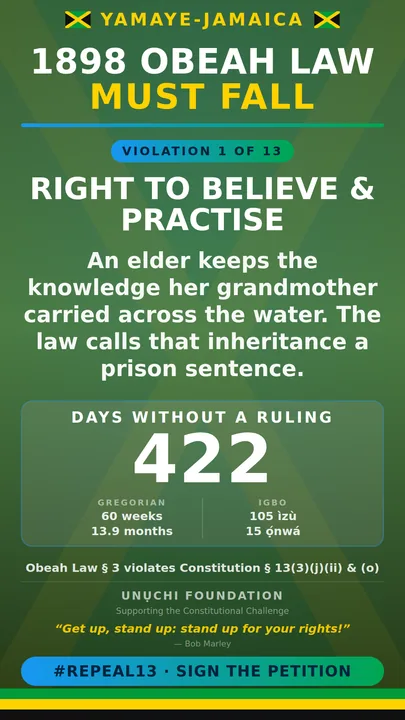 YAMAYE-JAMAICA
1898 OBEAH LAW
MUST FALL
VIOLATION 1 OF 13
RIGHT TO BELIEVE &
PRACTISE
An elder keeps the
knowledge her grandmother
carried across the water. The
law calls that inheritance a
prison sentence.
DAYS WITHOUT A RULING
422
GREGORIAN
60 weeks
13.9 months
IGBO
105 ìzù
15 ọ́nwá
Obeah Law § 3 violates Constitution § 13(3)(j)(ii) & (o)
UNỤCHI FOUNDATION
Supporting the Constitutional Challenge
“Get up, stand up: stand up for your rights!”
— Bob Marley
#REPEAL13 · SIGN THE PETITION